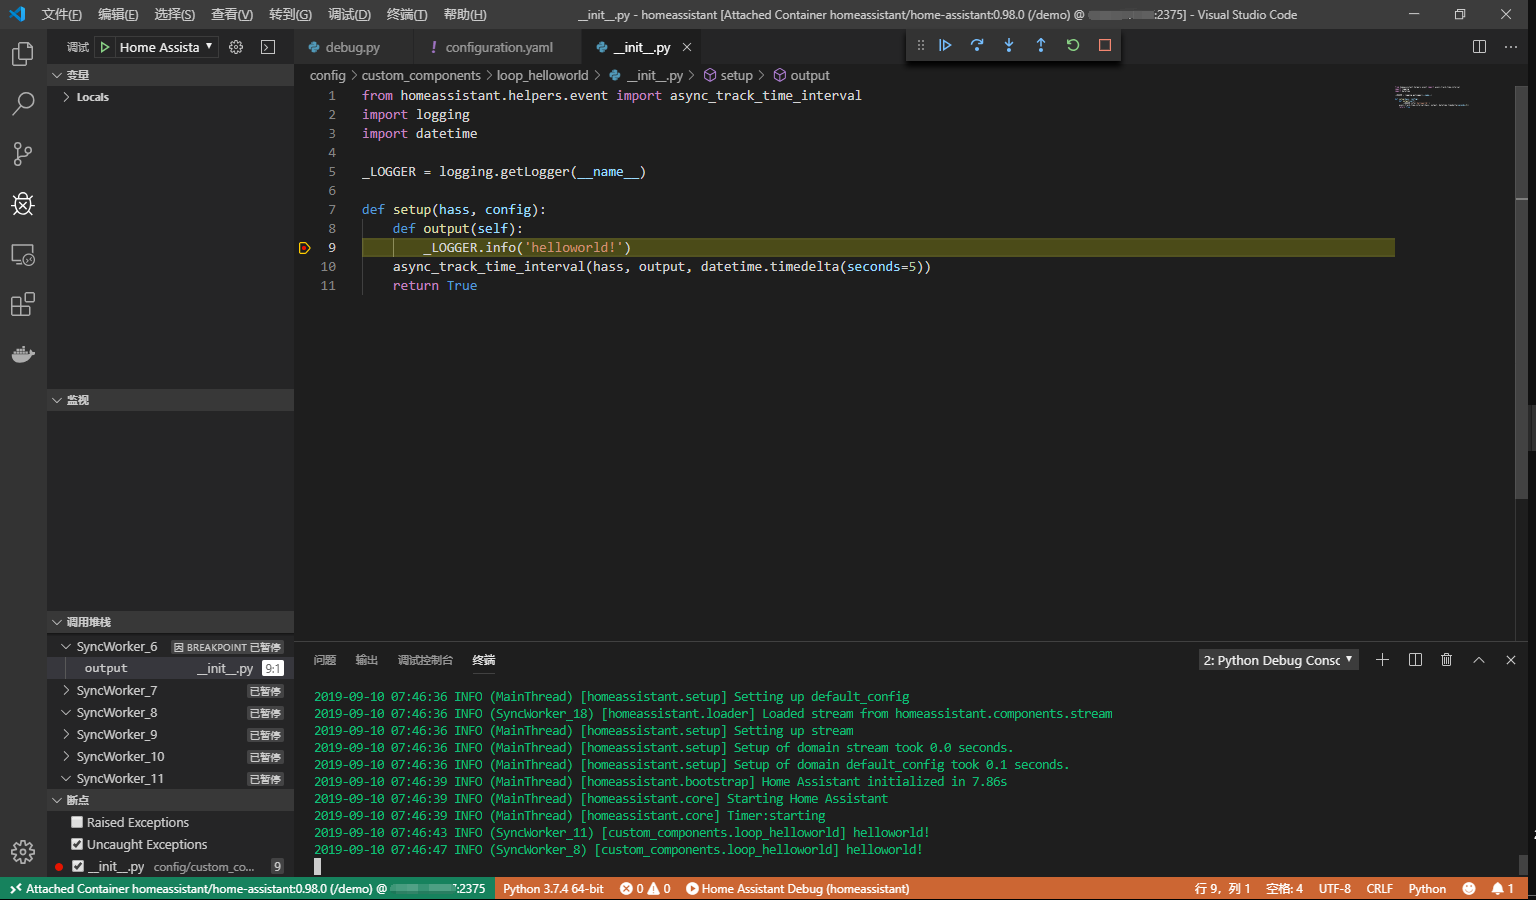 文件(F) 编辑(E) 选择(S) 查看(V) 转到(G) 调试(D) 终端(T) 帮助(H) __init__.py - homeassistant [Attached Container homeassistant/home-assistant:0.98.0 (/demo) @ :2375] - Visual Studio Code
调试 Home Assista
debug.py configuration.yaml __init__.py
变量
Locals
config > custom_components > loop_helloworld > __init__.py > setup > output
1 from homeassistant.helpers.event import async_track_time_interval
2 import logging
3 import datetime
4
5 _LOGGER = logging.getLogger(__name__)
6
7 def setup(hass, config):
8 def output(self):
9 _LOGGER.info('helloworld!')
10 async_track_time_interval(hass, output, datetime.timedelta(seconds=5))
11 return True
监视
调用堆栈
SyncWorker_6 因 BREAKPOINT 已暂停
output __init__.py 9:1
SyncWorker_7 已暂停
SyncWorker_8 已暂停
SyncWorker_9 已暂停
SyncWorker_10 已暂停
SyncWorker_11 已暂停
断点
Raised Exceptions
Uncaught Exceptions
__init__.py config/custom_co... 9
问题 输出 调试控制台 终端 2: Python Debug Consc
2019-09-10 07:46:36 INFO (MainThread) [homeassistant.setup] Setting up default_config
2019-09-10 07:46:36 INFO (SyncWorker_18) [homeassistant.loader] Loaded stream from homeassistant.components.stream
2019-09-10 07:46:36 INFO (MainThread) [homeassistant.setup] Setting up stream
2019-09-10 07:46:36 INFO (MainThread) [homeassistant.setup] Setup of domain stream took 0.0 seconds.
2019-09-10 07:46:36 INFO (MainThread) [homeassistant.setup] Setup of domain default_config took 0.1 seconds.
2019-09-10 07:46:39 INFO (MainThread) [homeassistant.bootstrap] Home Assistant initialized in 7.86s
2019-09-10 07:46:39 INFO (MainThread) [homeassistant.core] Starting Home Assistant
2019-09-10 07:46:39 INFO (MainThread) [homeassistant.core] Timer:starting
2019-09-10 07:46:43 INFO (SyncWorker_11) [custom_components.loop_helloworld] helloworld!
2019-09-10 07:46:47 INFO (SyncWorker_8) [custom_components.loop_helloworld] helloworld!
Attached Container homeassistant/home-assistant:0.98.0 (/demo) @ :2375 Python 3.7.4 64-bit 0 0 Home Assistant Debug (homeassistant) 行 9，列 1 空格: 4 UTF-8 CRLF Python 1